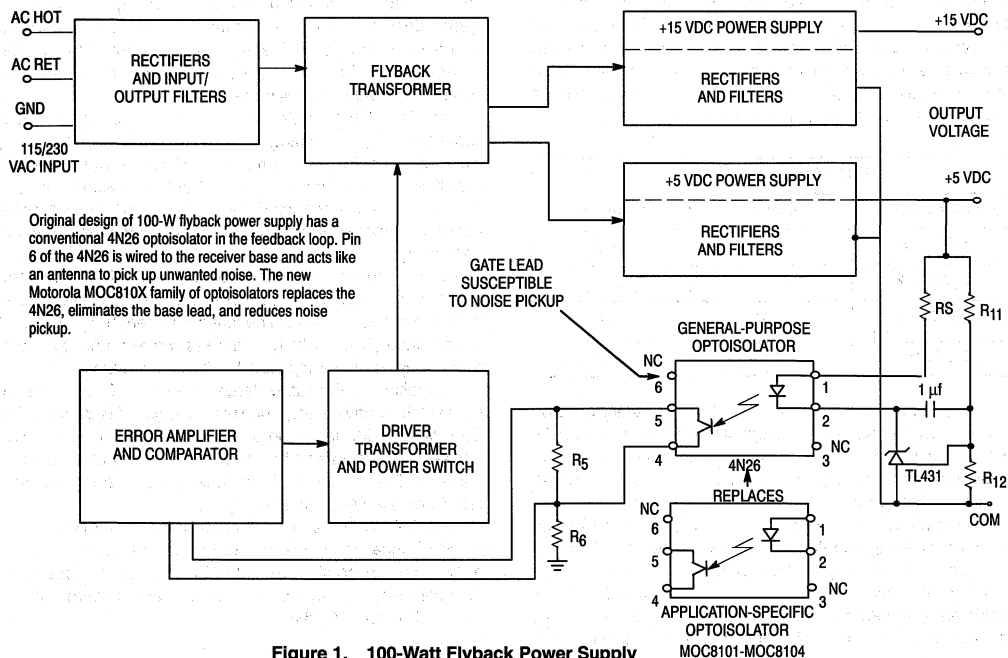 AC HOT
AC RET
GND
115/230
VAC INPUT
RECTIFIERS
AND INPUT/
OUTPUT FILTERS
FLYBACK
TRANSFORMER
+15 VDC POWER SUPPLY
RECTIFIERS
AND FILTERS
+15 VDC
OUTPUT
VOLTAGE
+5 VDC POWER SUPPLY
RECTIFIERS
AND FILTERS
+5 VDC
Original design of 100-W flyback power supply has a
conventional 4N26 optoisolator in the feedback loop. Pin
6 of the 4N26 is wired to the receiver base and acts like
an antenna to pick up unwanted noise. The new
Motorola MOC810X family of optoisolators replaces the
4N26, eliminates the base lead, and reduces noise
pickup.
GATE LEAD
SUSCEPTIBLE
TO NOISE PICKUP
RS
R11
GENERAL-PURPOSE
OPTOISOLATOR
NC
6
5
4
1
2
3
NC
4N26
1 µf
TL431
R12
COM
ERROR AMPLIFIER
AND COMPARATOR
DRIVER
TRANSFORMER
AND POWER SWITCH
R5
R6
REPLACES
NC
6
5
4
1
2
3
NC
APPLICATION-SPECIFIC
OPTOISOLATOR
MOC8101-MOC8104
Figure 1. 100-Watt Flyback Power Supply